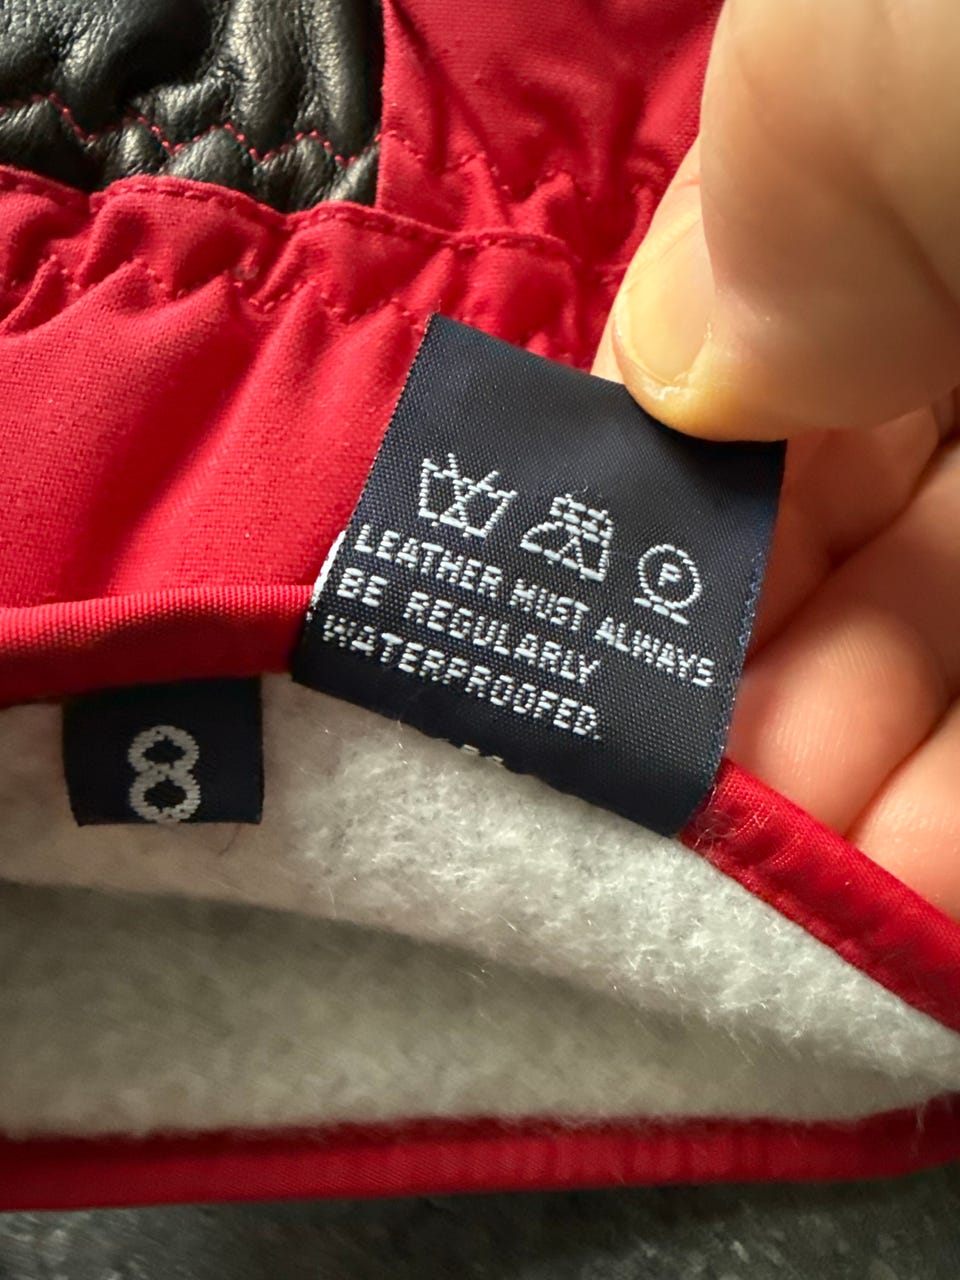 P
LEATHER MUST ALWAYS
BE REGULARLY
WATERPROOFED.
8